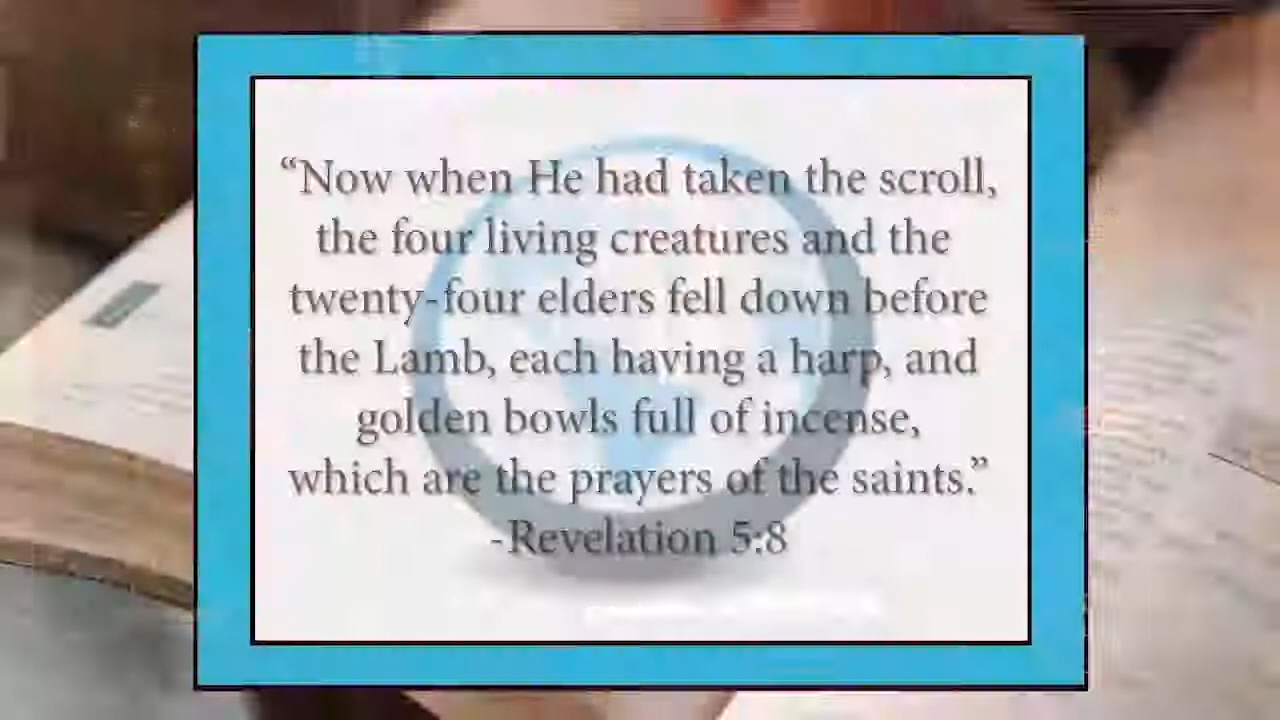 “Now when He had taken the scroll,
the four living creatures and the
twenty-four elders fell down before
the Lamb, each having a harp, and
golden bowls full of incense,
which are the prayers of the saints.”
-Revelation 5:8